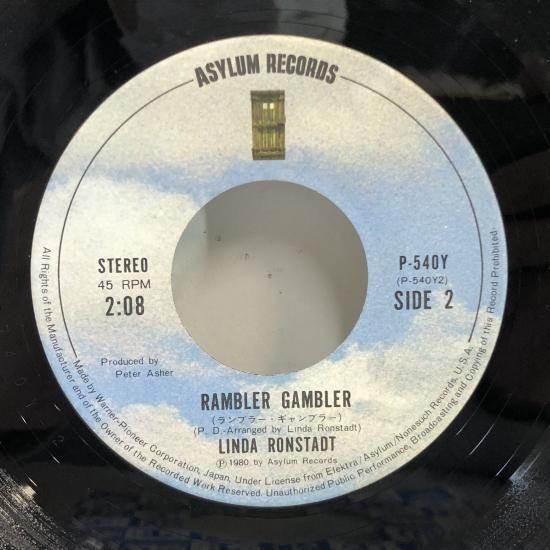 ASYLUM RECORDS
STEREO
45 RPM
2:08
P-540Y
(P-540Y2)
SIDE 2
Produced by
Peter Asher
RAMBLER GAMBLER
(ランブラー・ギャンブラー)
(P. D.-Arranged by Linda Ronstadt)
LINDA RONSTADT
Ⓟ1980 by Asylum Records
Made by Warner-Pioneer Corporation, Japan. Under License from Elektra/Asylum/Nonesuch Records, U.S.A.
All Rights of the Manufacturer and of the Owner of the Recorded Work Reserved. Unauthorized Public Performance, Broadcasting and Copying of this Record Prohibited.